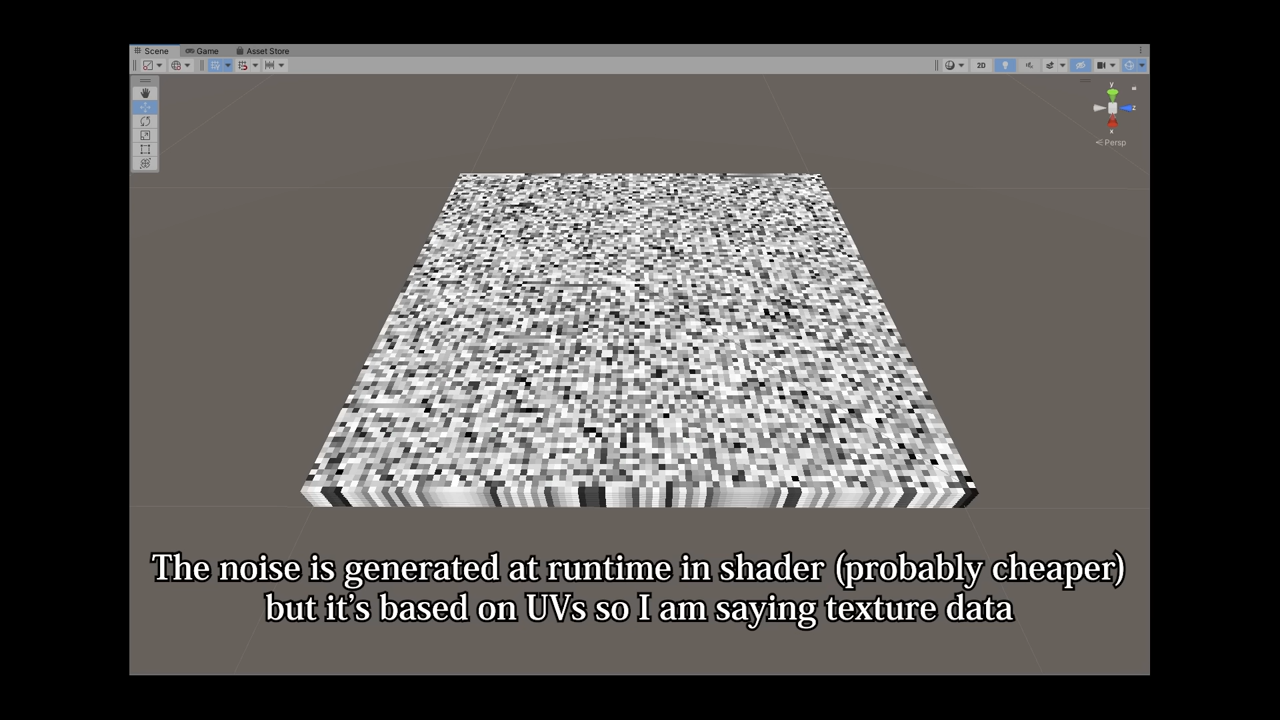 Scene Game Asset Store
2D
y
z
x
Persp
The noise is generated at runtime in shader (probably cheaper)
but it's based on UVs so I am saying texture data